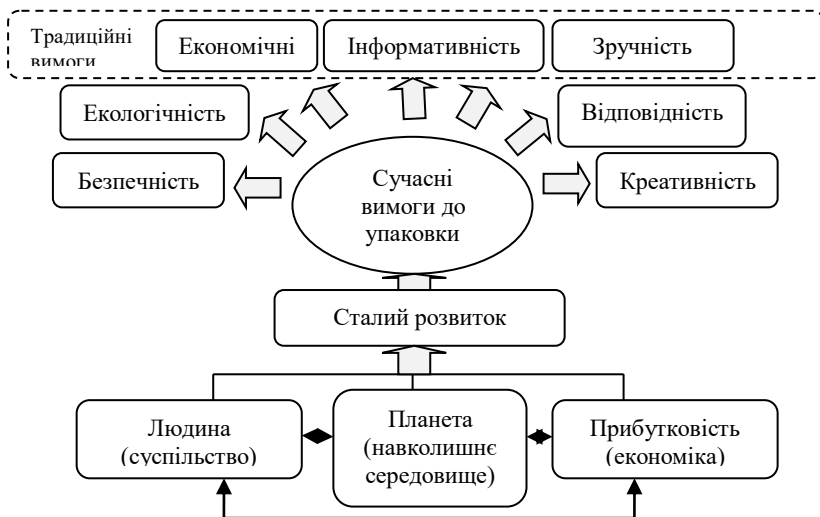 Традиційні
вимоги
Економічні
Інформативність
Зручність
Екологічність
Відповідність
Безпечність
Сучасні
вимоги до
упаковки
Креативність
Сталий розвиток
Людина
(суспільство)
Планета
(навколишнє
середовище)
Прибутковість
(економіка)